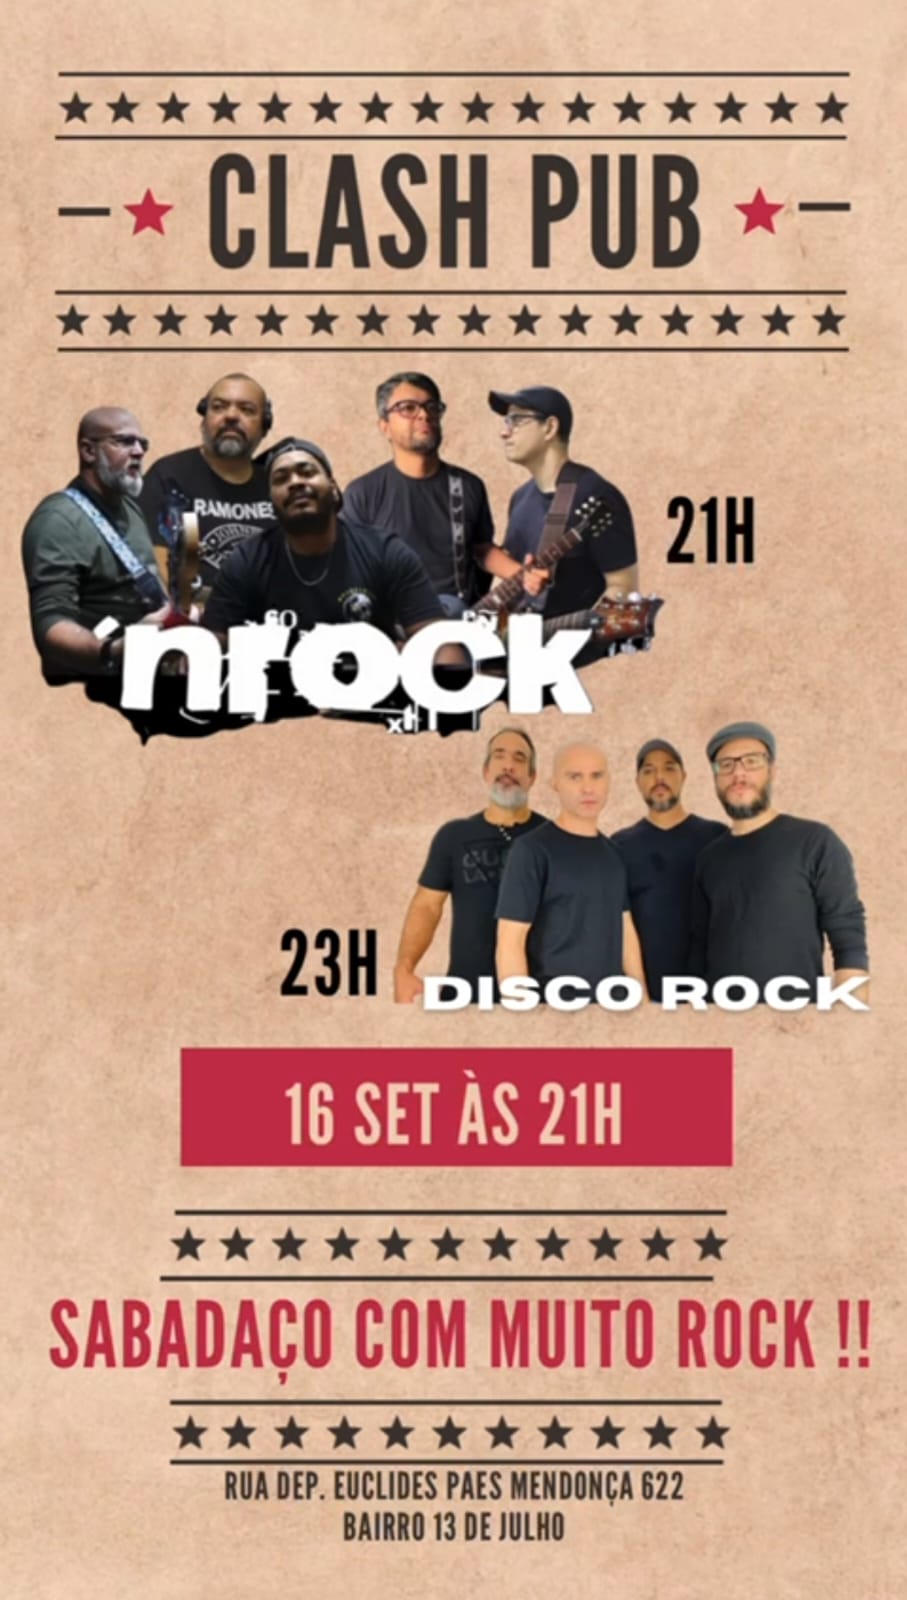 CLASH PUB
RAMONES
21H
'nrock
23H
DISCO ROCK
16 SET ÀS 21H
SABADAÇO COM MUITO ROCK !!
RUA DEP. EUCLIDES PAES MENDONÇA 622
BAIRRO 13 DE JULHO